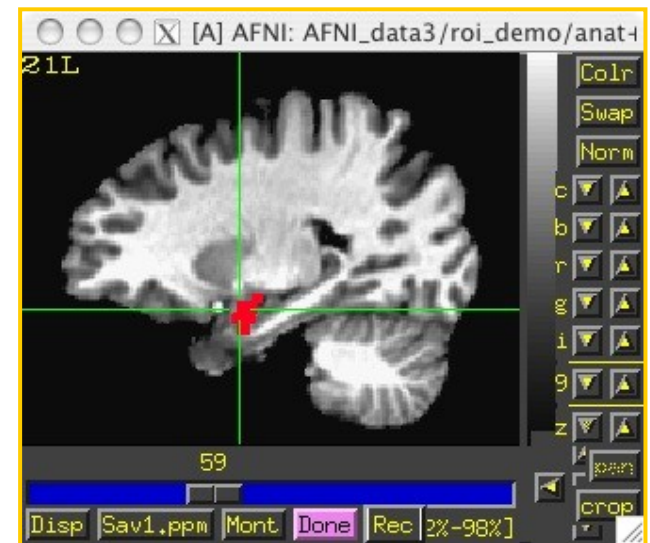 [A] AFNI: AFNI_data3/roi_demo/anat+
21L
Colr
Swap
Norm
c
b
r
g
i
9
z
59
pan
crop
Disp Sav1.ppm Mont Done Rec 2%-98%]